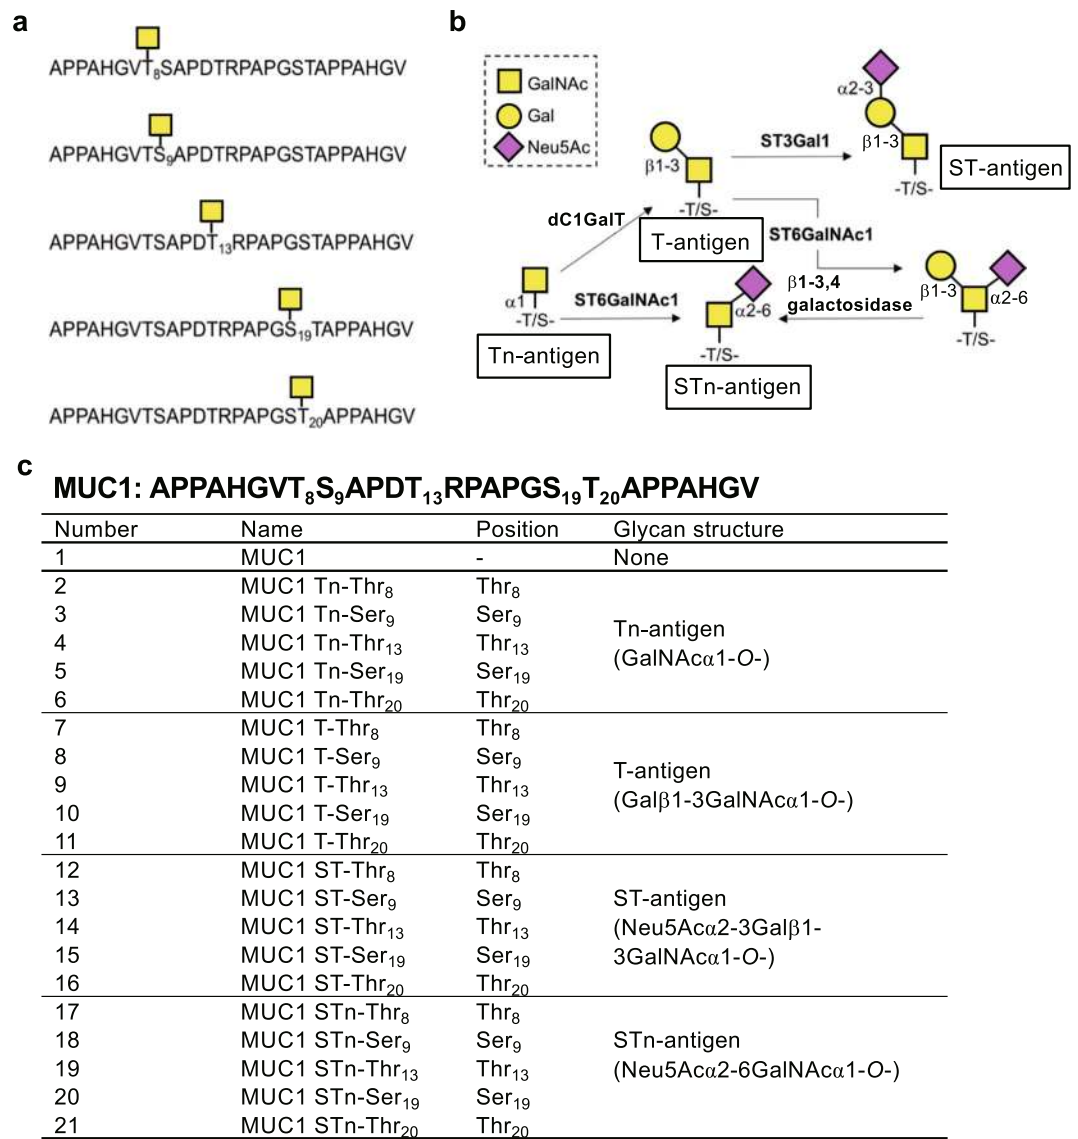 a
APPAHGVT8SAPDTRPAPGSTAPPAHGV
APPAHGVTS9APDTRPAPGSTAPPAHGV
APPAHGVTSAPDT13RPAPGSTAPPAHGV
APPAHGVTSAPDTRPAPGS19TAPPAHGV
APPAHGVTSAPDTRPAPGST20APPAHGV
b
GalNAc
Gal
Neu5Ac
α2-3
β1-3
-T/S-
ST-antigen
ST3Gal1
β1-3
-T/S-
T-antigen
dC1GalT
ST6GalNAc1
α1
-T/S-
Tn-antigen
ST6GalNAc1
α2-6
-T/S-
STn-antigen
β1-3,4
galactosidase
β1-3
α2-6
-T/S-
c
MUC1: APPAHGVT8S9APDT13RPAPGS19T20APPAHGV
Number Name Position Glycan structure
1 MUC1 - None
2 MUC1 Tn-Thr8 Thr8
3 MUC1 Tn-Ser9 Ser9
4 MUC1 Tn-Thr13 Thr13
5 MUC1 Tn-Ser19 Ser19
6 MUC1 Tn-Thr20 Thr20
Tn-antigen
(GalNAcα1-O-)
7 MUC1 T-Thr8 Thr8
8 MUC1 T-Ser9 Ser9
9 MUC1 T-Thr13 Thr13
10 MUC1 T-Ser19 Ser19
11 MUC1 T-Thr20 Thr20
T-antigen
(Galβ1-3GalNAcα1-O-)
12 MUC1 ST-Thr8 Thr8
13 MUC1 ST-Ser9 Ser9
14 MUC1 ST-Thr13 Thr13
15 MUC1 ST-Ser19 Ser19
16 MUC1 ST-Thr20 Thr20
ST-antigen
(Neu5Acα2-3Galβ1-
3GalNAcα1-O-)
17 MUC1 STn-Thr8 Thr8
18 MUC1 STn-Ser9 Ser9
19 MUC1 STn-Thr13 Thr13
20 MUC1 STn-Ser19 Ser19
21 MUC1 STn-Thr20 Thr20
STn-antigen
(Neu5Acα2-6GalNAcα1-O-)